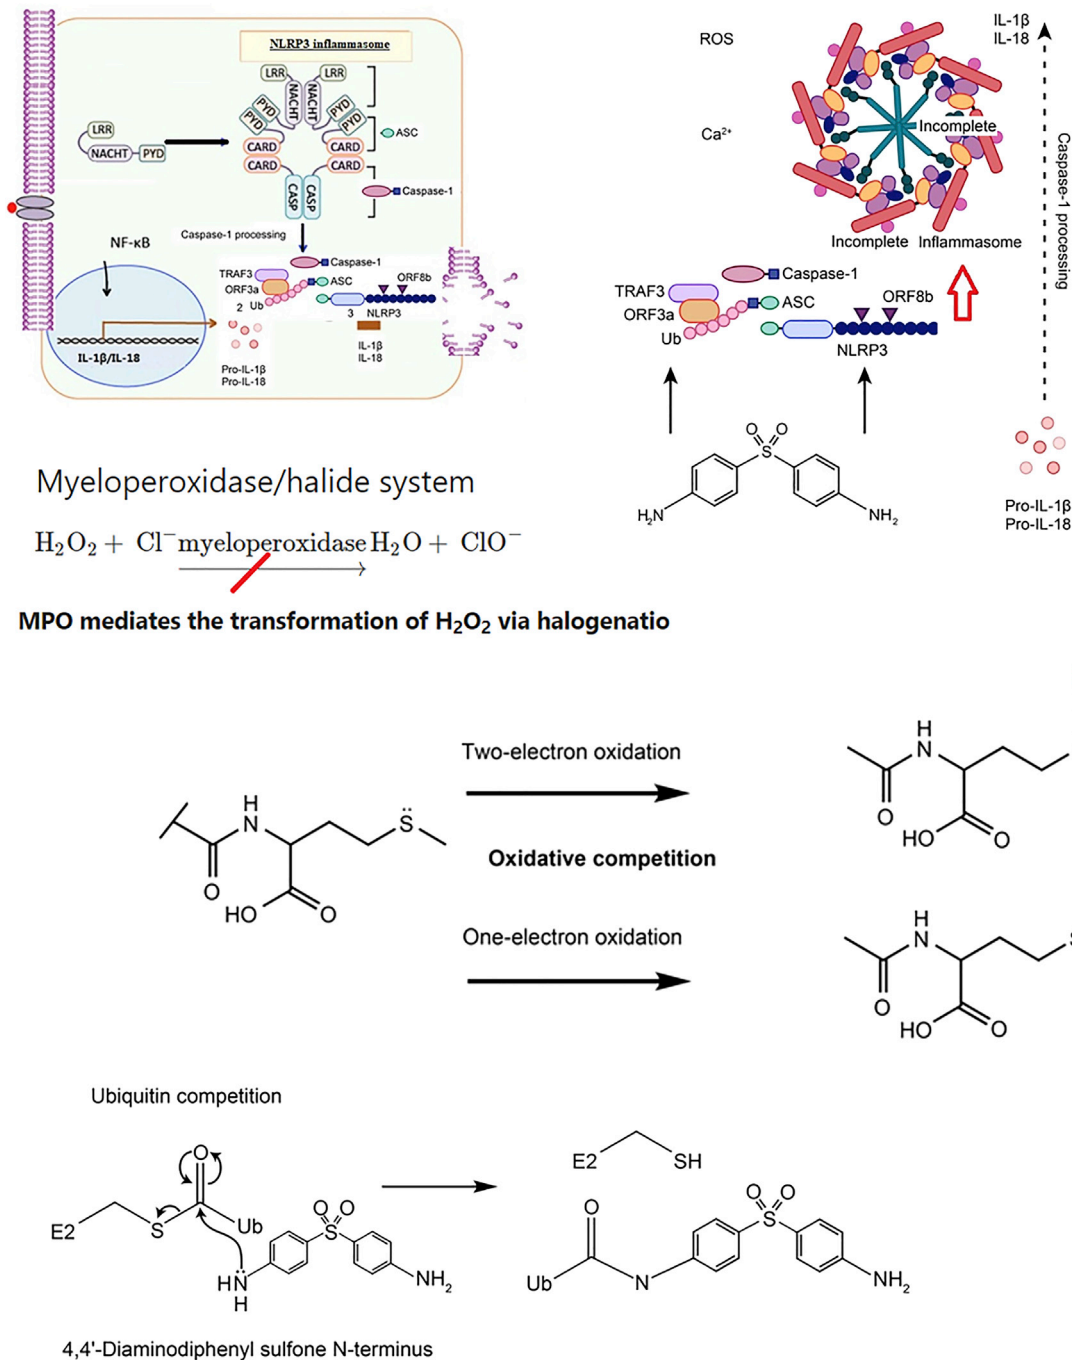 NLRP3 inflammasome
LRR
LRR
NACHT
NACHT
PYD
PYD
PYD
PYD
ASC
LRR
NACHT
PYD
CARD
CARD
CARD
CARD
CASP
CASP
Caspase-1
Caspase-1 processing
NF-κB
Caspase-1
TRAF3
ORF3a
ASC
ORF8b
2 Ub
3
NLRP3
IL-1β/IL-18
Pro-IL-1β
Pro-IL-18
IL-1β
IL-18
ROS
Ca²⁺
IL-1β
IL-18
Incomplete
Incomplete Inflammasome
Caspase-1 processing
Caspase-1
TRAF3
ORF3a
ASC
ORF8b
Ub
NLRP3
O O
S
H₂N
NH₂
Pro-IL-1β
Pro-IL-18
Myeloperoxidase/halide system
H₂O₂ + Cl⁻ myeloperoxidase H₂O + ClO⁻
MPO mediates the transformation of H₂O₂ via halogenatio
Two-electron oxidation
Oxidative competition
One-electron oxidation
H
N
S
O
HO
O
H
N
O
HO
O
H
N
S
O
HO
O
Ubiquitin competition
O
E2
S
Ub
O O
S
HN
H
NH₂
E2
SH
O
Ub
N
O O
S
NH₂
4,4'-Diaminodiphenyl sulfone N-terminus